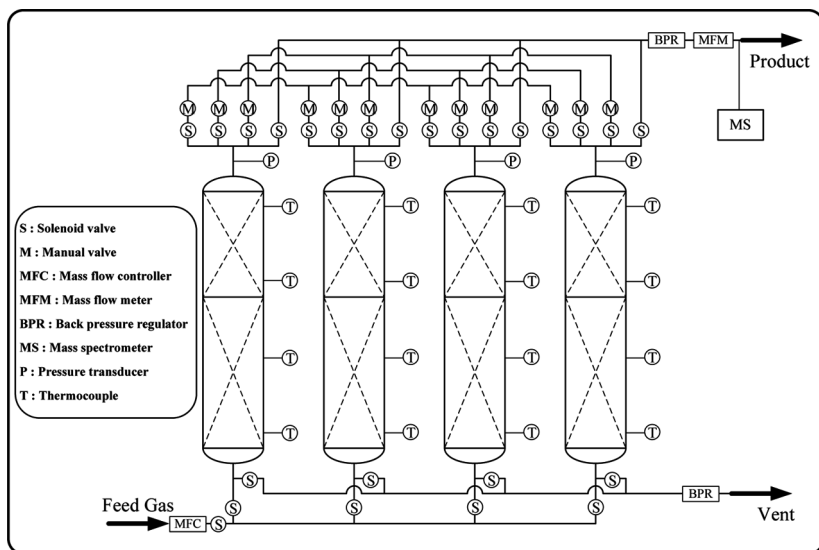 BPR
MFM
Product
M M M M M M M M M M M M
S S S S S S S S S S S S S S S S
MS
P P P P
T T T T
S : Solenoid valve
M : Manual valve
MFC : Mass flow controller
MFM : Mass flow meter
BPR : Back pressure regulator
MS : Mass spectrometer
P : Pressure transducer
T : Thermocouple
T T T T
T T T T
T T T T
S S S S
BPR
Feed Gas
Vent
S S S S
MFC
S